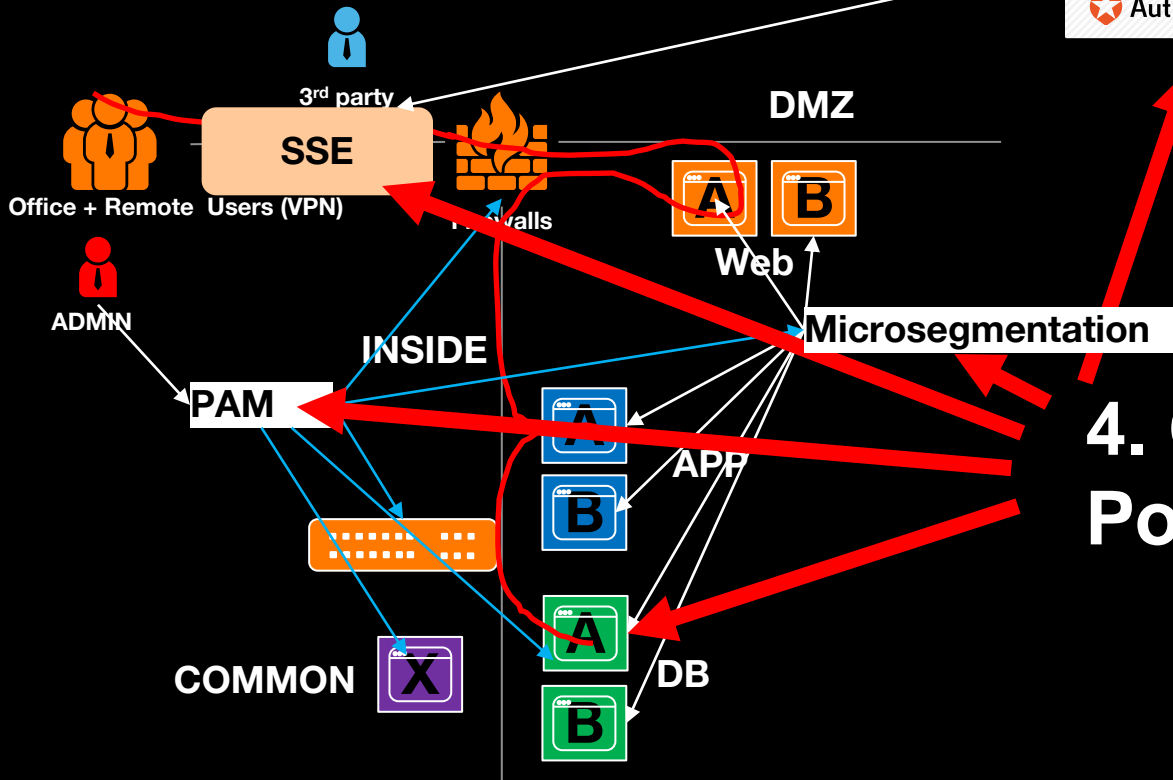 Aut
3rd party
DMZ
SSE
A
B
Office + Remote Users (VPN)
Firewalls
Web
ADMIN
Microsegmentation
INSIDE
PAM
A
4.
APP
B
Po
A
COMMON
X
DB
B